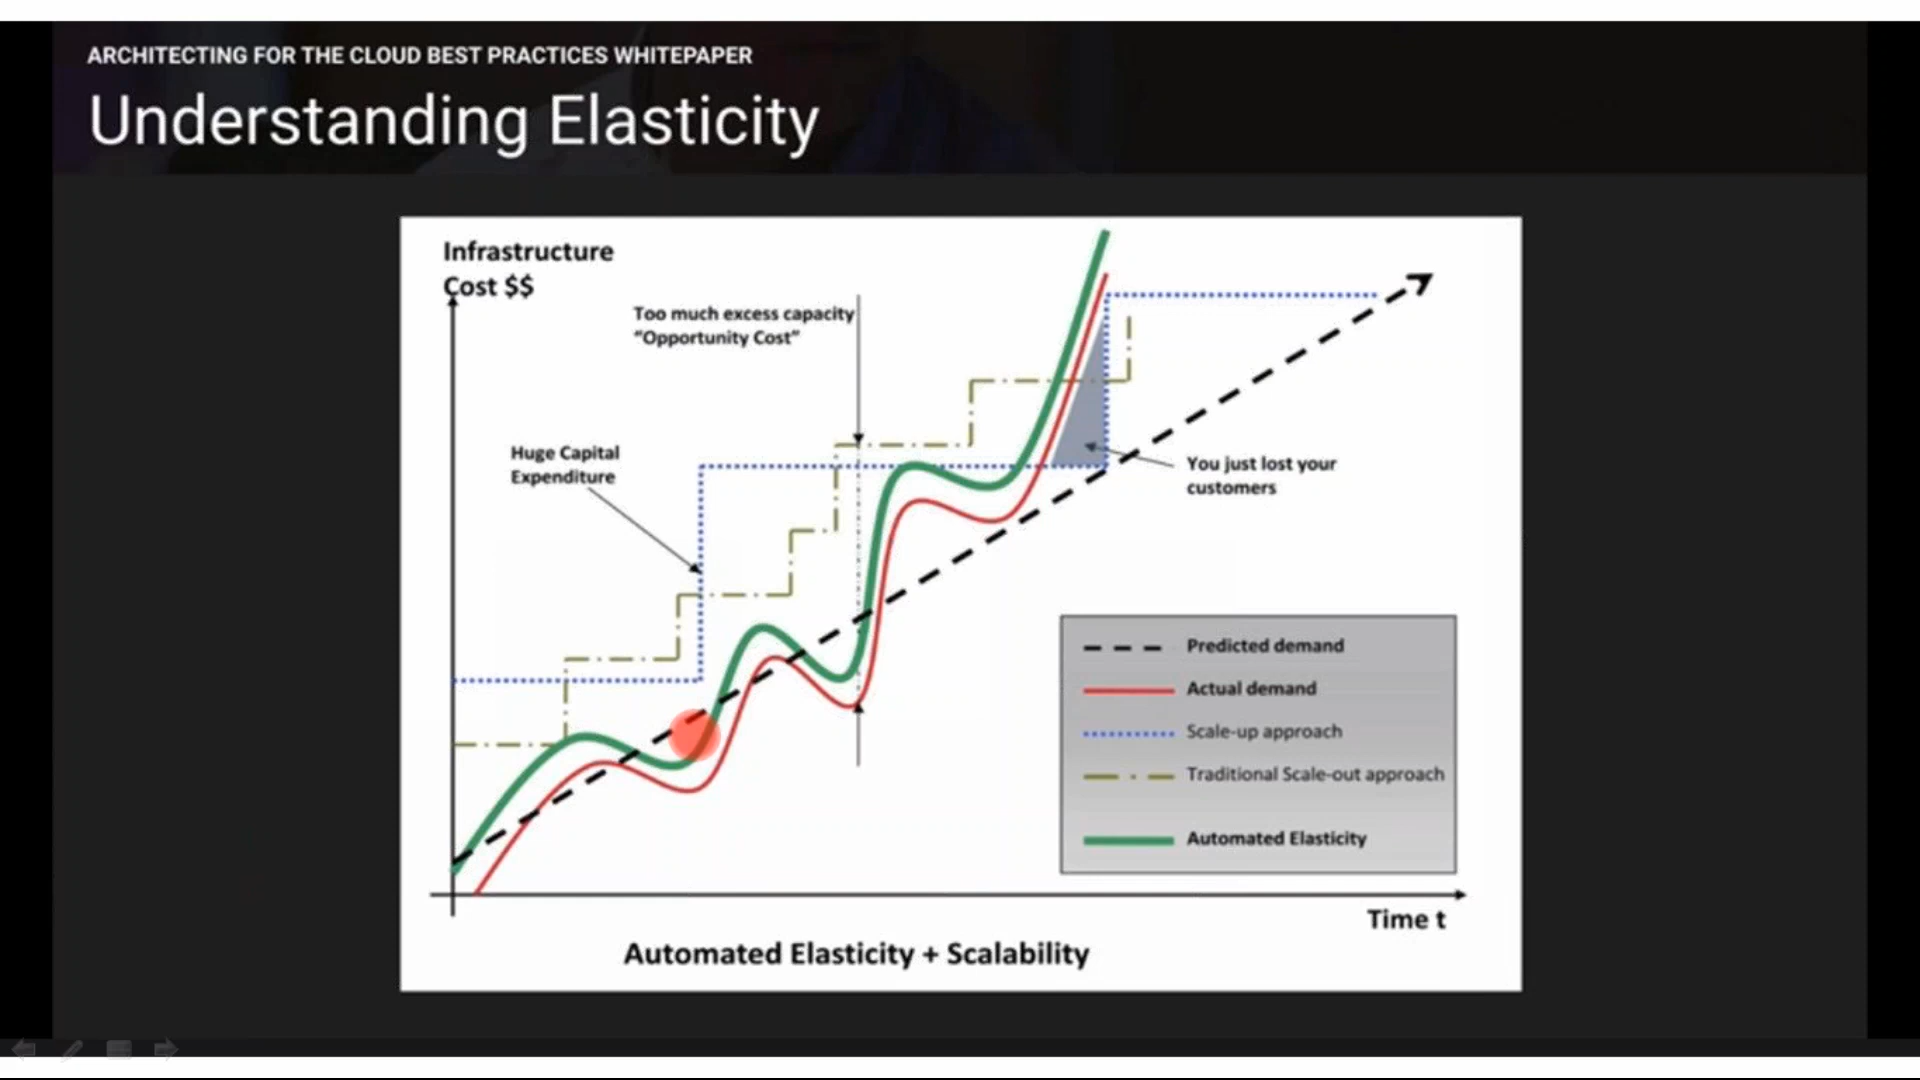 ARCHITECTING FOR THE CLOUD BEST PRACTICES WHITEPAPER
Understanding Elasticity
Infrastructure
Cost $$
Too much excess capacity
“Opportunity Cost”
Huge Capital
Expenditure
You just lost your
customers
Predicted demand
Actual demand
Scale-up approach
Traditional Scale-out approach
Automated Elasticity
Time t
Automated Elasticity + Scalability